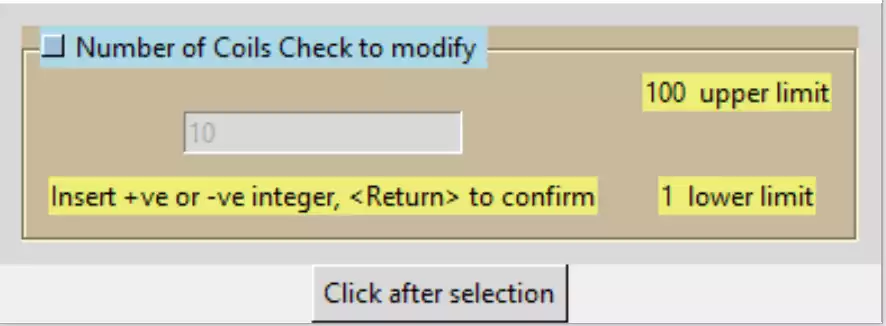 Number of Coils Check to modify
100 upper limit
10
Insert +ve or -ve integer, <Return> to confirm
1 lower limit
Click after selection